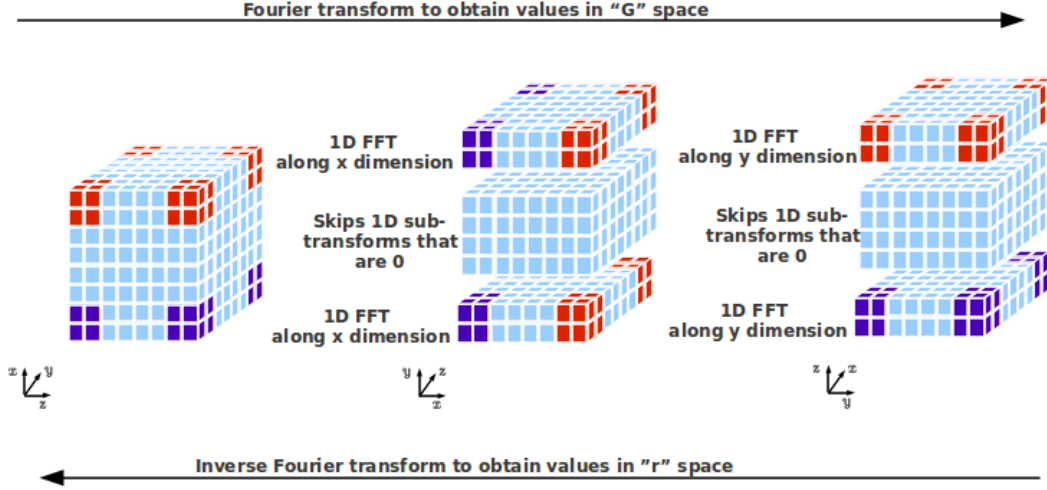 Fourier transform to obtain values in “G” space
1D FFT
along x dimension
Skips 1D sub-
transforms that
are 0
1D FFT
along x dimension
1D FFT
along y dimension
Skips 1D sub-
transforms that
are 0
1D FFT
along y dimension
x
y
z
y
z
x
z
x
y
Inverse Fourier transform to obtain values in ”r” space